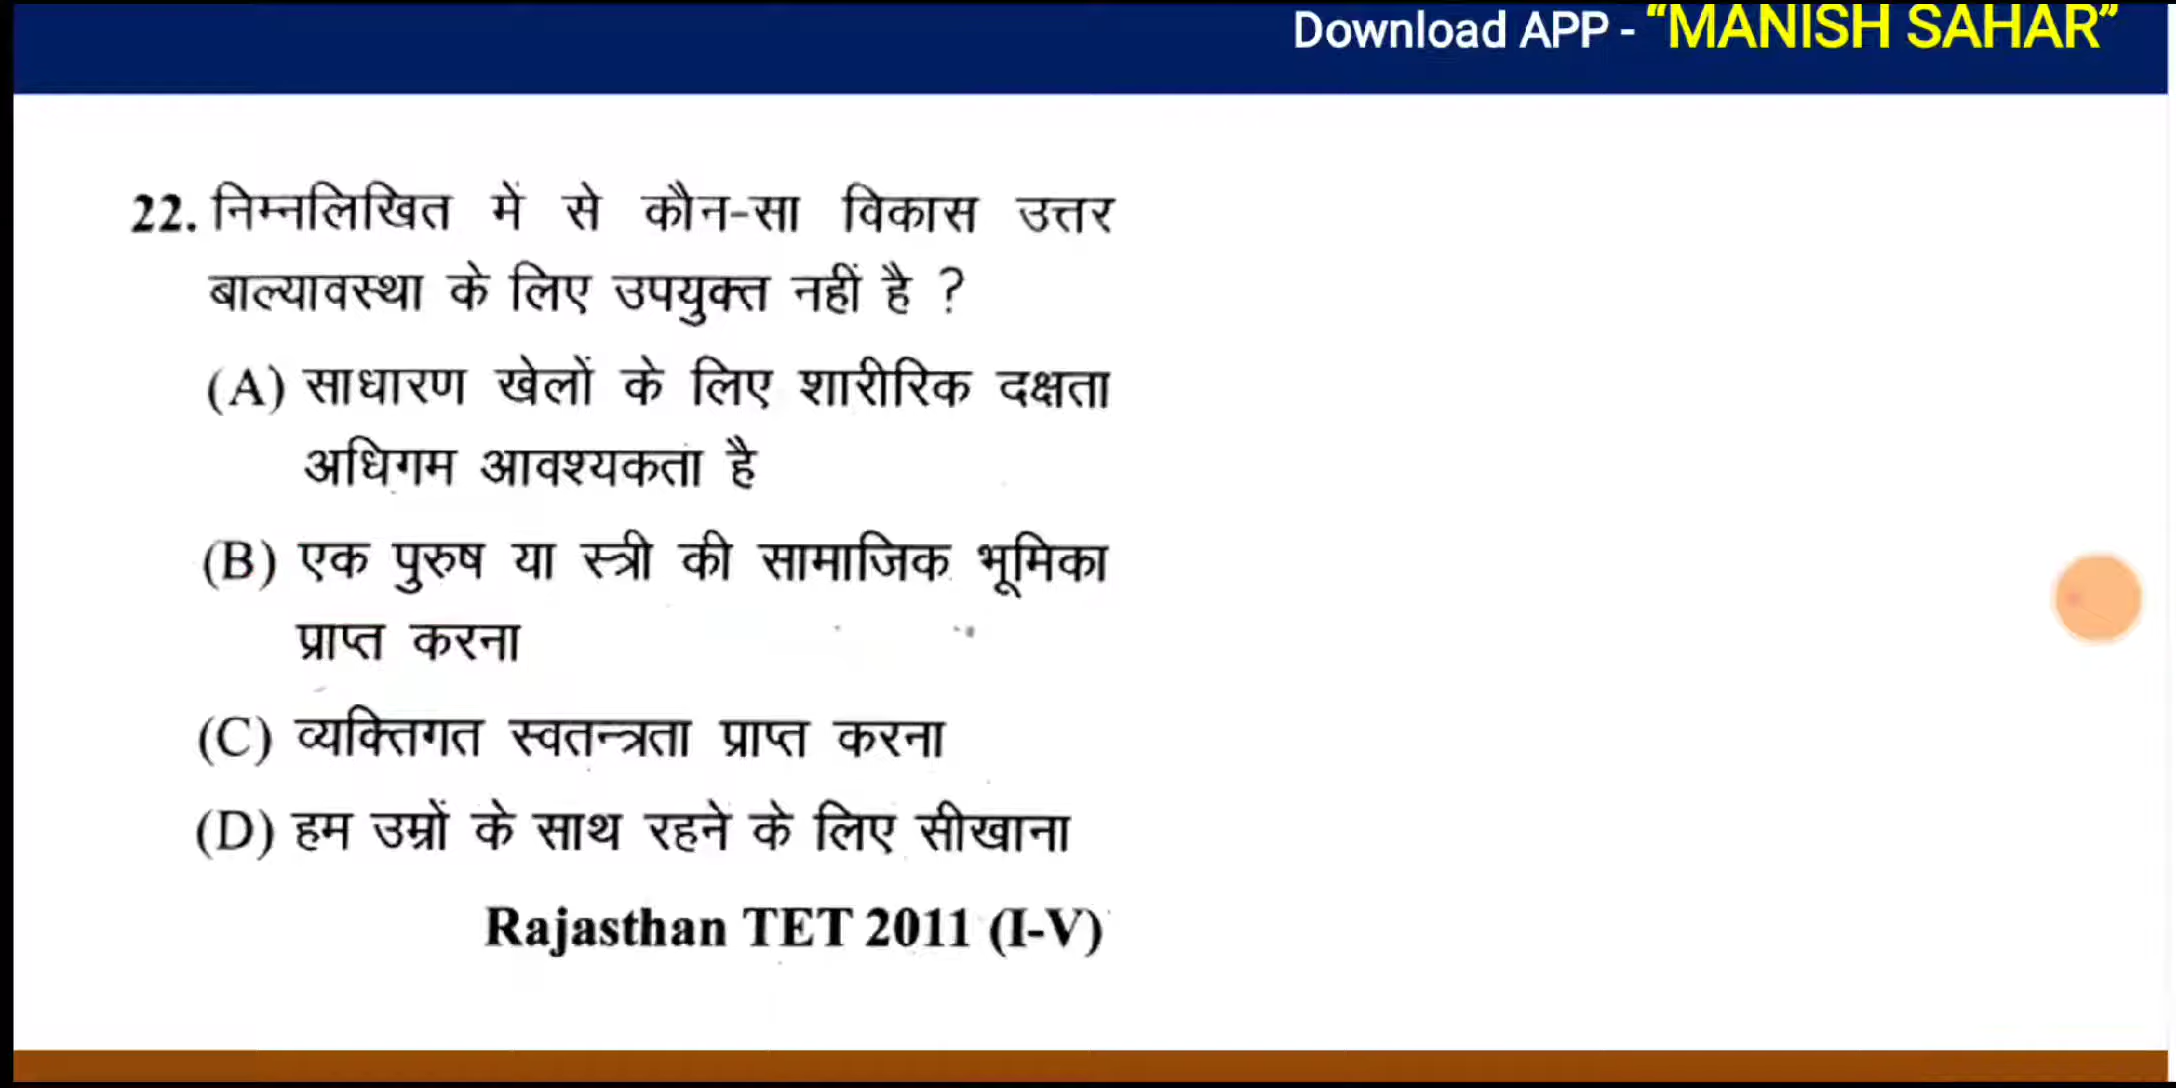 Download APP - “MANISH SAHAR”
22. निम्नलिखित में से कौन-सा विकास उत्तर
बाल्यावस्था के लिए उपयुक्त नहीं है ?
(A) साधारण खेलों के लिए शारीरिक दक्षता
अधिगम आवश्यकता है
(B) एक पुरुष या स्त्री की सामाजिक भूमिका
प्राप्त करना
(C) व्यक्तिगत स्वतन्त्रता प्राप्त करना
(D) हम उम्रों के साथ रहने के लिए सीखाना
Rajasthan TET 2011 (I-V)